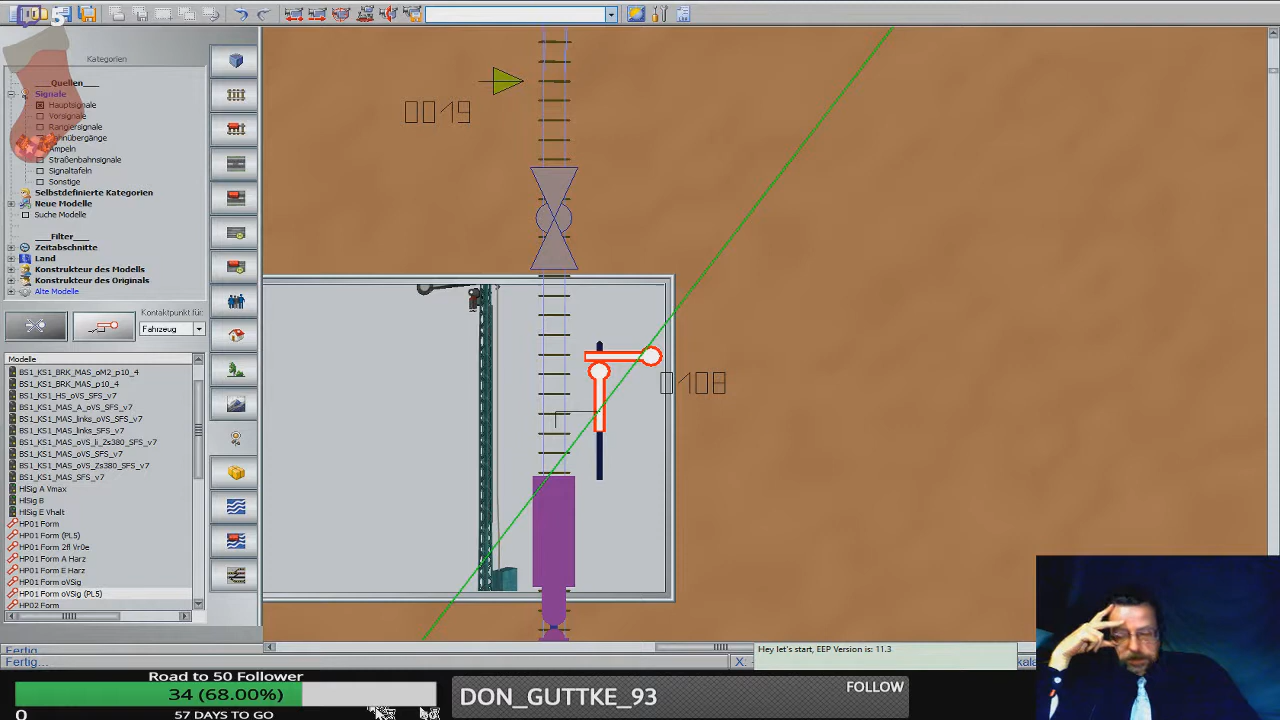 5
Kategorien
___Quellen___
Signale
Hauptsignale
Vorsignale
Rangiersignale
Bahnübergänge
Ampeln
Straßenbahnsignale
Signaltafeln
Sonstige
Selbstdefinierte Kategorien
Neue Modelle
Suche Modelle
___Filter___
Zeitabschnitte
Land
Konstrukteur des Modells
Konstrukteur des Originals
Alte Modelle
Kontaktpunkt für:
Fahrzeug
Modelle
BS1_KS1_BRK_MAS_oM2_p10_4
BS1_KS1_BRK_MAS_p10_4
BS1_KS1_HS_oVS_SFS_v7
BS1_KS1_MAS_A_oVS_SFS_v7
BS1_KS1_MAS_links_oVS_SFS_v7
BS1_KS1_MAS_links_SFS_v7
BS1_KS1_MAS_oVS_li_Zs380_SFS_v7
BS1_KS1_MAS_oVS_SFS_v7
BS1_KS1_MAS_oVS_Zs380_SFS_v7
BS1_KS1_MAS_SFS_v7
HlSig A Vmax
HlSig B
HlSig E Vhalt
HP01 Form
HP01 Form (PL5)
HP01 Form 2fl Vr0e
HP01 Form A Harz
HP01 Form E Harz
HP01 Form oVSig
HP01 Form oVSig (PL5)
HP02 Form
0019
0108
Fertig...
Fertig...
X: -
Hey let's start, EEP Version is: 11.3
Road to 50 Follower
34 (68.00%)
0
57 DAYS TO GO
DON_GUTTKE_93
FOLLOW